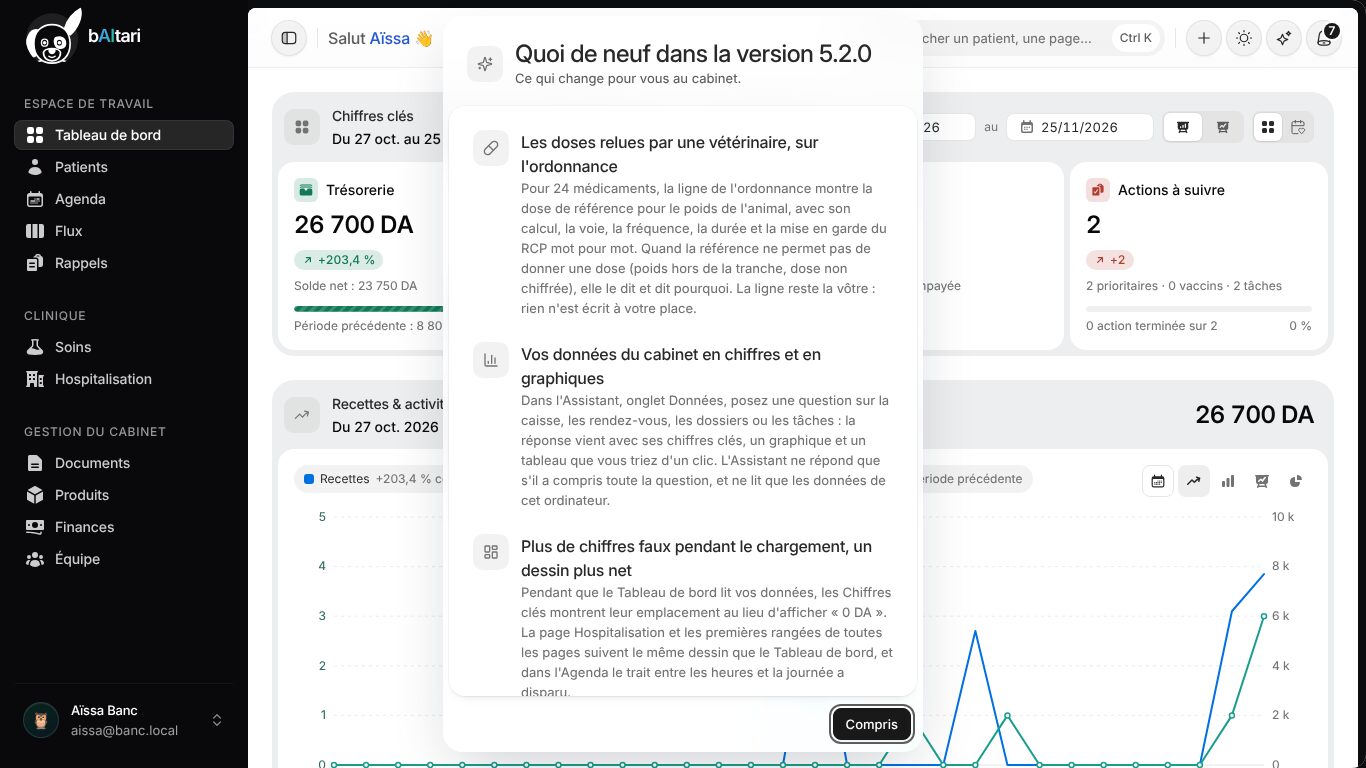 bAItari
ESPACE DE TRAVAIL
Tableau de bord
Patients
Agenda
Flux
Rappels
CLINIQUE
Soins
Hospitalisation
GESTION DU CABINET
Documents
Produits
Finances
Équipe
Aïssa Banc
aissa@banc.local
Salut Aïssa 👋
cher un patient, une page...
Ctrl K
7
Chiffres clés
Du 27 oct. au 25
26
au
25/11/2026
Trésorerie
26 700 DA
+203,4 %
Solde net : 23 750 DA
Période précédente : 8 80
Actions à suivre
2
+2
2 prioritaires · 0 vaccins · 2 tâches
0 action terminée sur 2
0 %
Recettes & activit
Du 27 oct. 2026
26 700 DA
Recettes +203,4 % c
riode précédente
5
4
3
2
1
0
10 k
8 k
6 k
4 k
2 k
0
Quoi de neuf dans la version 5.2.0
Ce qui change pour vous au cabinet.
Les doses relues par une vétérinaire, sur
l'ordonnance
Pour 24 médicaments, la ligne de l'ordonnance montre la
dose de référence pour le poids de l'animal, avec son
calcul, la voie, la fréquence, la durée et la mise en garde du
RCP mot pour mot. Quand la référence ne permet pas de
donner une dose (poids hors de la tranche, dose non
chiffrée), elle le dit et dit pourquoi. La ligne reste la vôtre :
rien n'est écrit à votre place.
Vos données du cabinet en chiffres et en
graphiques
Dans l'Assistant, onglet Données, posez une question sur la
caisse, les rendez-vous, les dossiers ou les tâches : la
réponse vient avec ses chiffres clés, un graphique et un
tableau que vous triez d'un clic. L'Assistant ne répond que
s'il a compris toute la question, et ne lit que les données de
cet ordinateur.
Plus de chiffres faux pendant le chargement, un
dessin plus net
Pendant que le Tableau de bord lit vos données, les Chiffres
clés montrent leur emplacement au lieu d'afficher « 0 DA ».
La page Hospitalisation et les premières rangées de toutes
les pages suivent le même dessin que le Tableau de bord, et
dans l'Agenda le trait entre les heures et la journée a
disparu.
Compris